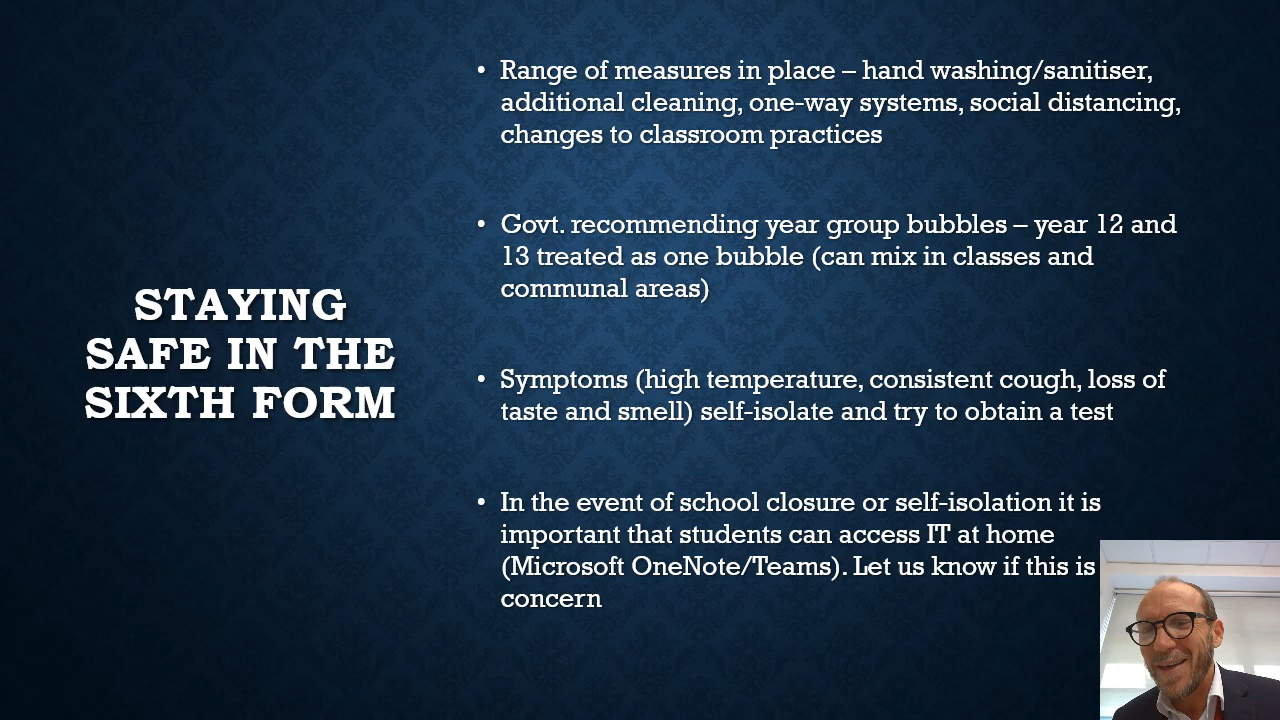 STAYING
SAFE IN THE
SIXTH FORM
• Range of measures in place – hand washing/sanitiser,
additional cleaning, one-way systems, social distancing,
changes to classroom practices
• Govt. recommending year group bubbles – year 12 and
13 treated as one bubble (can mix in classes and
communal areas)
• Symptoms (high temperature, consistent cough, loss of
taste and smell) self-isolate and try to obtain a test
• In the event of school closure or self-isolation it is
important that students can access IT at home
(Microsoft OneNote/Teams). Let us know if this is
concern